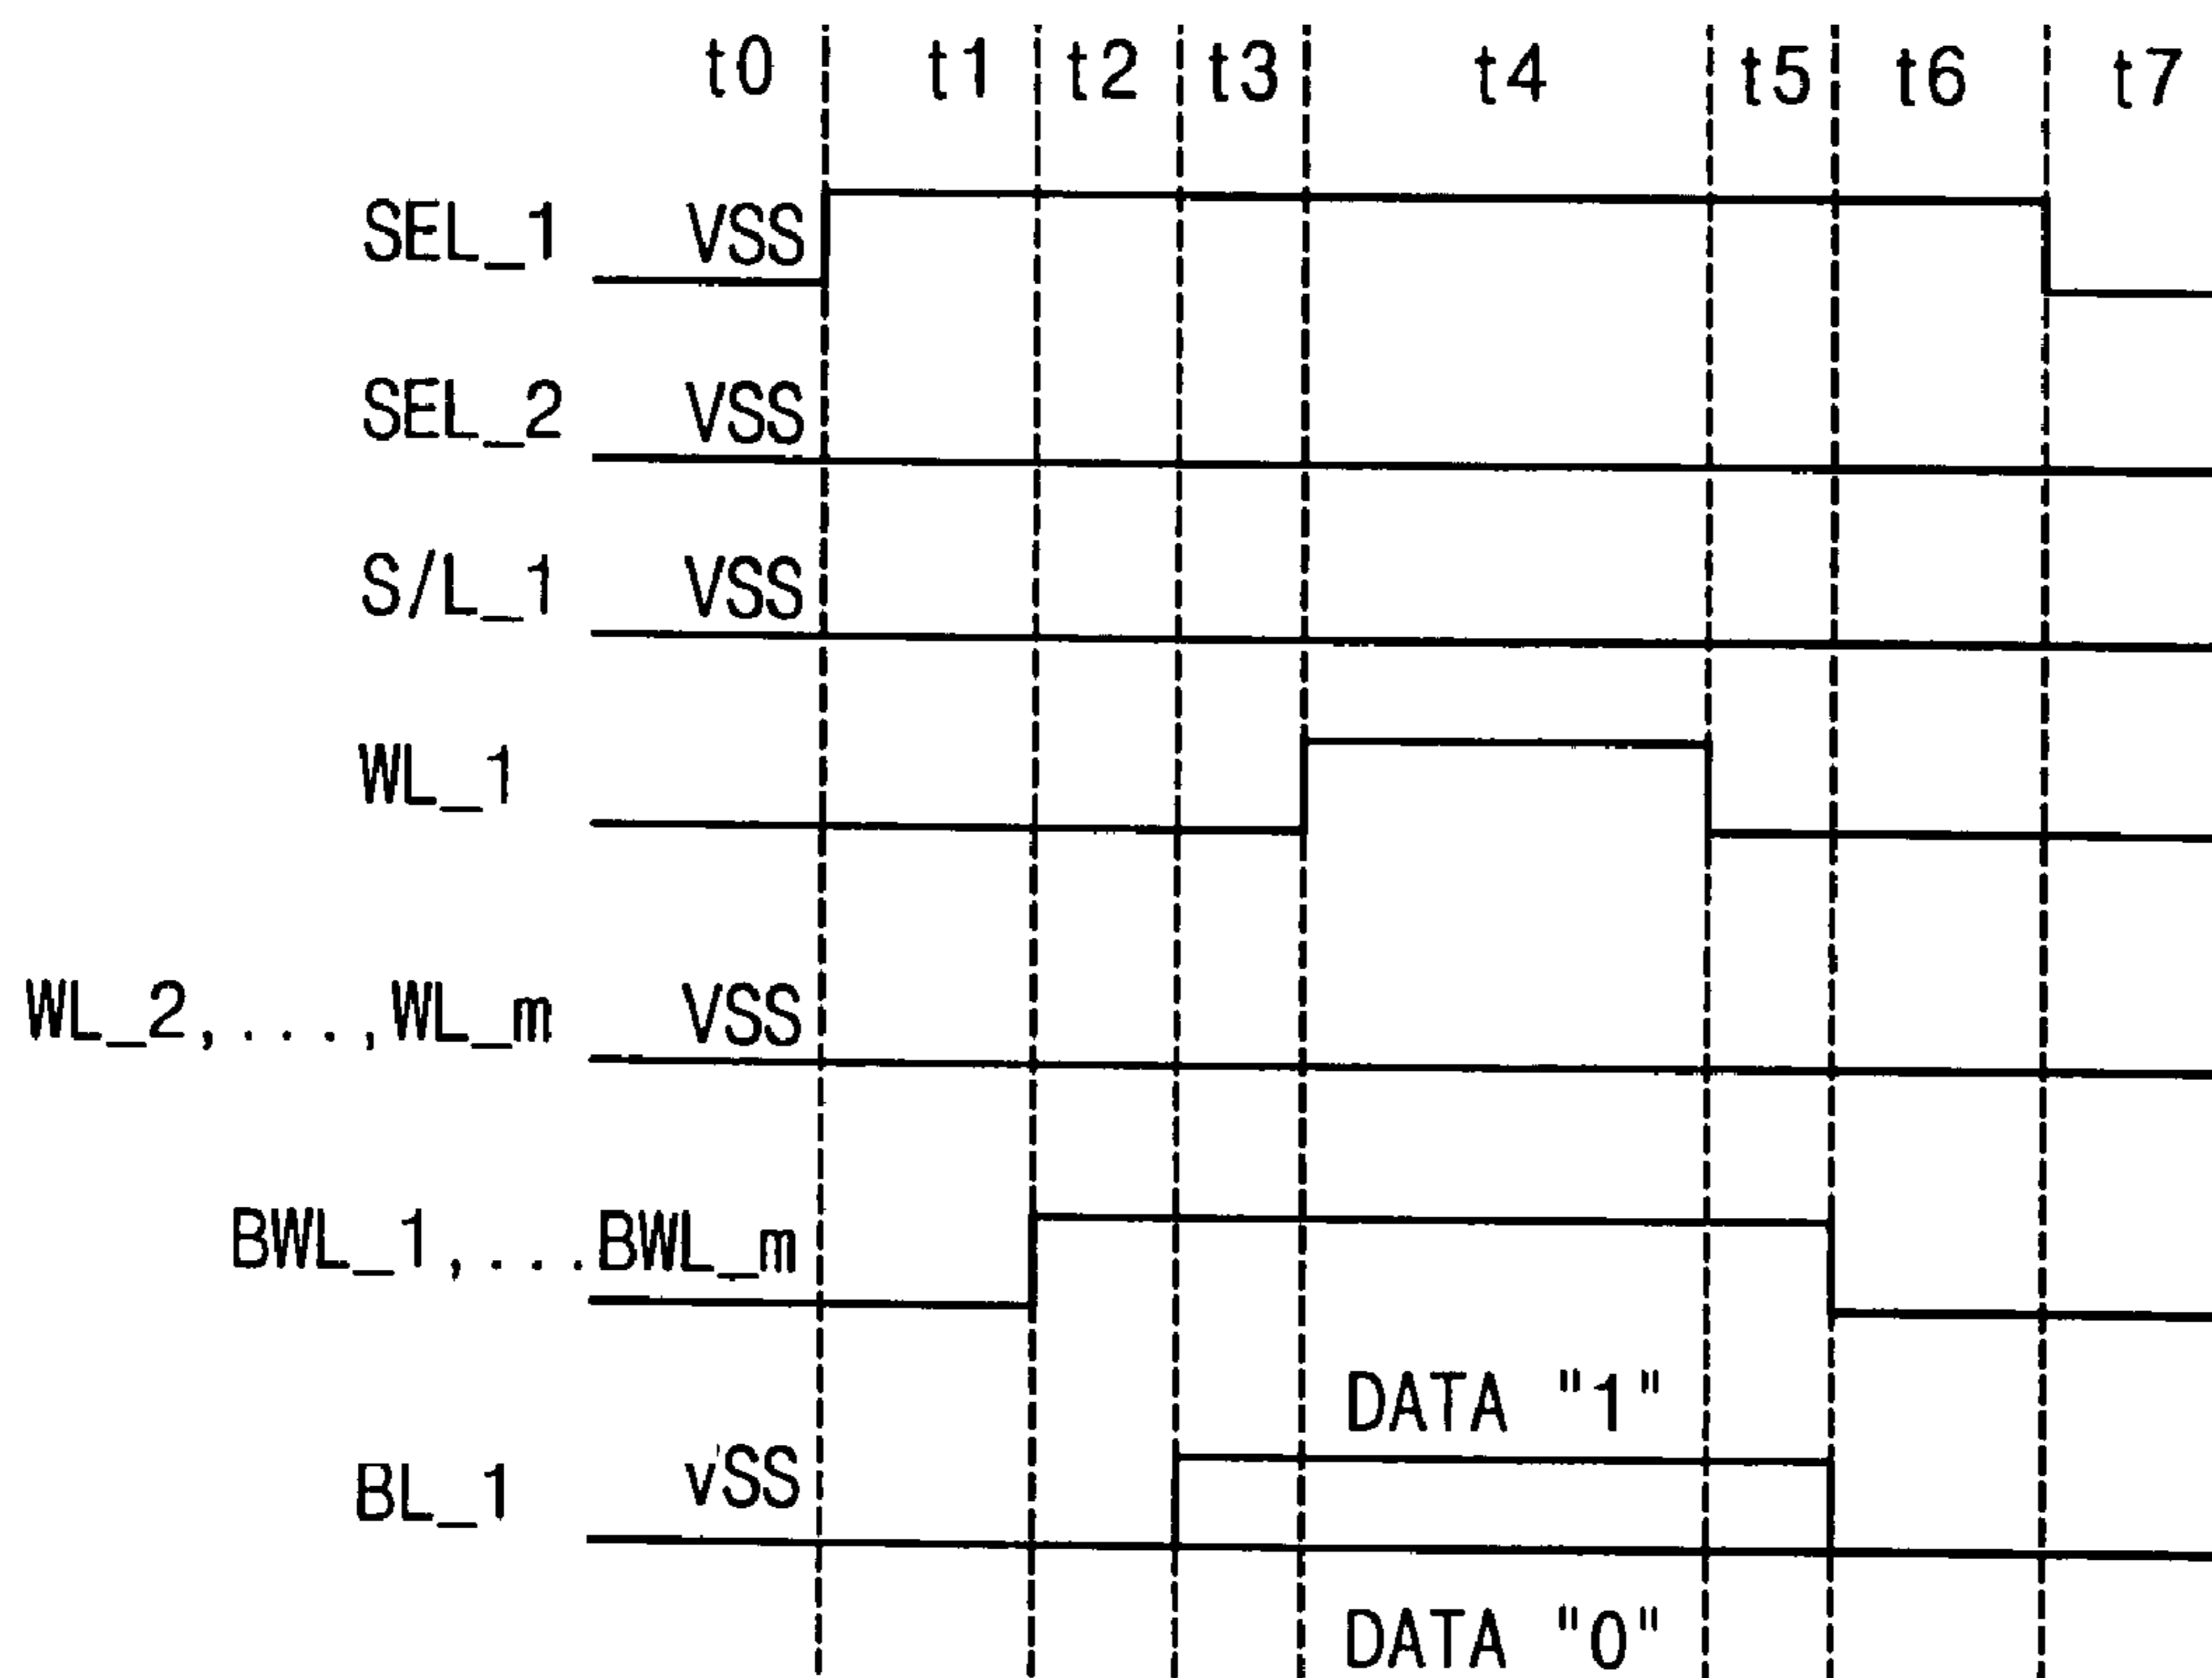 t0 t1 t2 t3 t4 t5 t6 t7
SEL_1 VSS
SEL_2 VSS
S/L_1 VSS
WL_1
WL_2,...,WL_m VSS
BWL_1,...BWL_m
DATA "1"
BL_1 VSS
DATA "0"